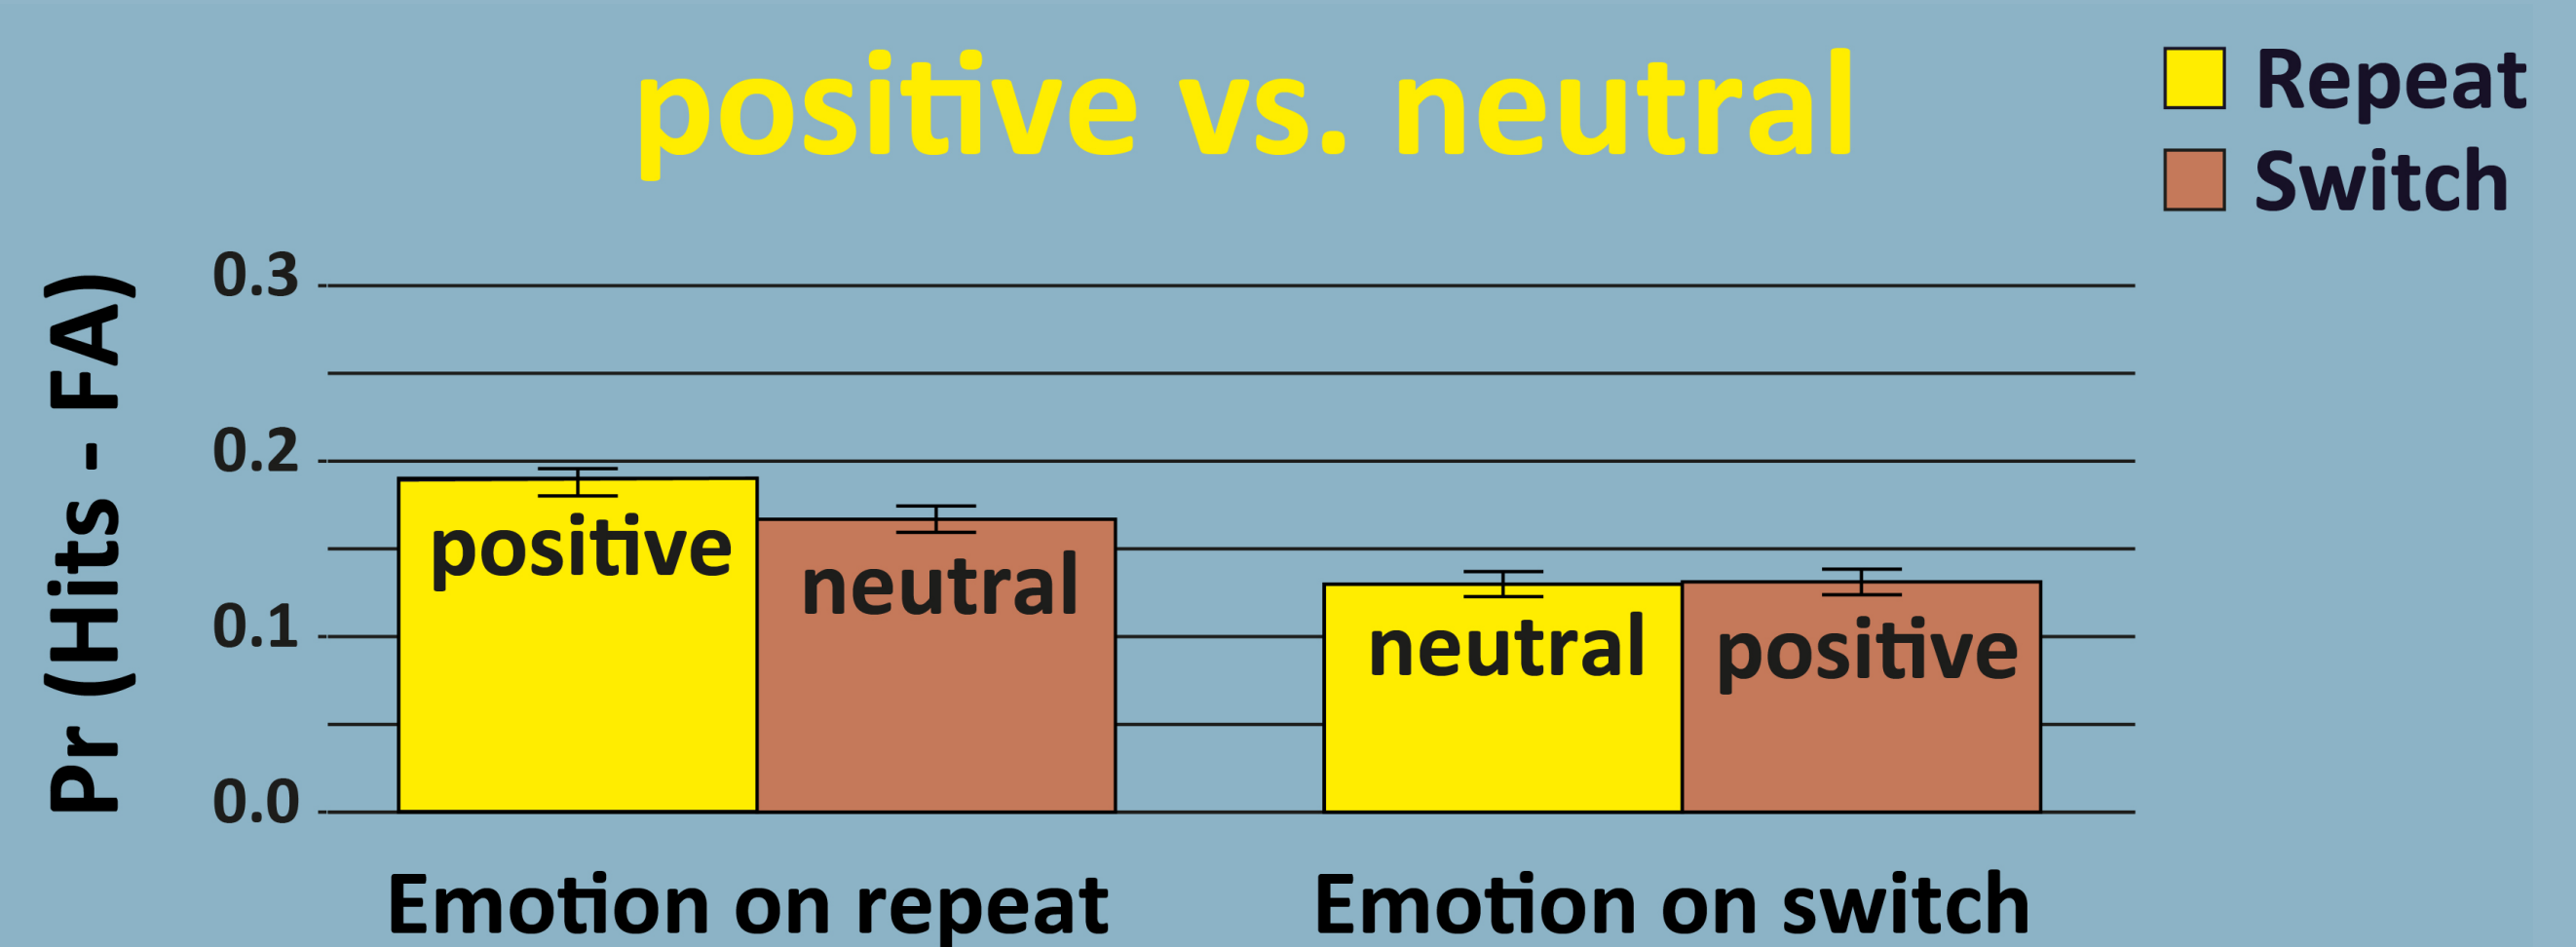 positive vs. neutral
Repeat
Switch
Pr (Hits - FA)
0.3
0.2
0.1
0.0
positive
neutral
neutral
positive
Emotion on repeat
Emotion on switch